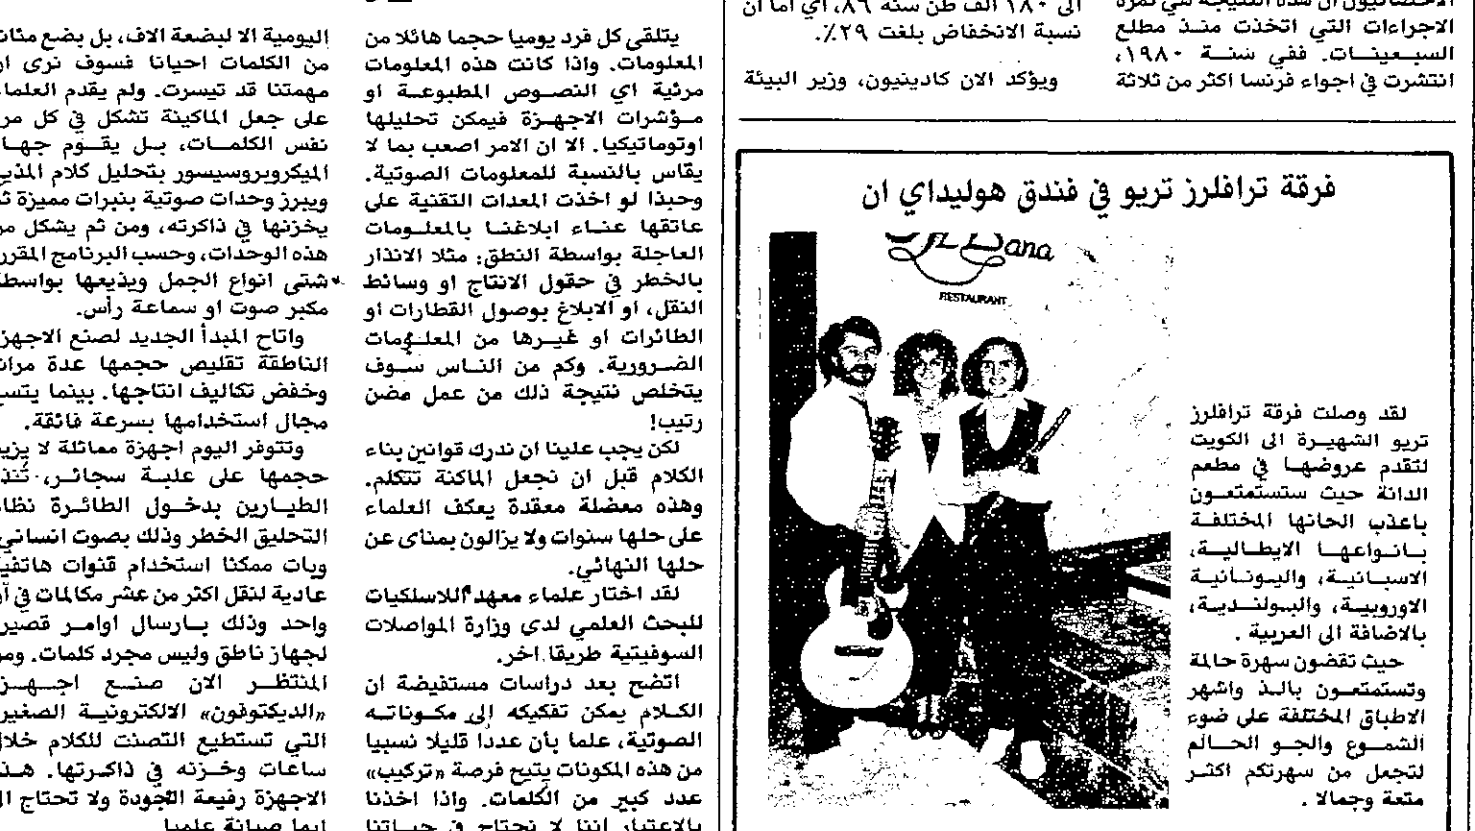 الاجراءات التي اتخذت منذ مطلع
السبعينات. ففي سنة ١٩٨٠،
انتشرت في اجواء فرنسا اكثر من ثلاثة
الى ١٨٠ الف طن سنة ٨٦، اي اما ان
نسبة الانخفاض بلغت ٢٩٪.
ويؤكد الان كادينيون، وزير البيئة
فرقة ترافلرز تريو في فندق هوليداي ان
Dana
RESTAURANT
لقد وصلت فرقة ترافلرز
تريو الشهيرة الى الكويت
لتقدم عروضها في مطعم
الدانة حيث ستستمتعون
باعذب الحانها المختلفة
بانواعها الايطالية،
الاسبانية، واليونانية
الاوروبية، والبولندية،
بالاضافة الى العربية .
حيث تقضون سهرة حالمة
وتستمتعون بالذ واشهر
الاطباق المختلفة على ضوء
الشموع والجو الحالم
لتجعل من سهرتكم اكثر
متعة وجمالا .
يتلقى كل فرد يوميا حجما هائلا من
المعلومات. واذا كانت هذه المعلومات
مرئية اي النصوص المطبوعة او
مؤشرات الاجهزة فيمكن تحليلها
اوتوماتيكيا. الا ان الامر اصعب بما لا
يقاس بالنسبة للمعلومات الصوتية.
وحبذا لو اخذت المعدات التقنية على
عاتقها عناء ابلاغنا بالمعلومات
العاجلة بواسطة النطق: مثلا الانذار
بالخطر في حقول الانتاج او وسائط
النقل، او الابلاغ بوصول القطارات او
الطائرات او غيرها من المعلومات
الضرورية. وكم من الناس سوف
يتخلص نتيجة ذلك من عمل مضن
رتيب!
لكن يجب علينا ان ندرك قوانين بناء
الكلام قبل ان نجعل الماكنة تتكلم.
وهذه معضلة معقدة يعكف العلماء
على حلها سنوات ولا يزالون بمناى عن
حلها النهائي.
لقد اختار علماء معهد اللاسلكيات
للبحث العلمي لدى وزارة المواصلات
السوفيتية طريقا اخر.
اتضح بعد دراسات مستفيضة ان
الكلام يمكن تفكيكه الى مكوناته
الصوتية، علما بأن عددا قليلا نسبيا
من هذه المكونات يتيح فرصة «تركيب»
عدد كبير من الكلمات. واذا اخذنا
بالاعتبار اننا لا نحتاج في حياتنا
اليومية الا لبضعة الاف، بل بضع مئات
من الكلمات احيانا فسوف نرى ان
مهمتنا قد تيسرت. ولم يقدم العلماء
على جعل الماكينة تشكل في كل مرة
نفس الكلمات، بل يقوم جهاز
الميكروبروسيسور بتحليل كلام المذيع
ويبرز وحدات صوتية بنبرات مميزة ثم
يخزنها في ذاكرته، ومن ثم يشكل من
هذه الوحدات، وحسب البرنامج المقرر
شتى انواع الجمل ويذيعها بواسطة
مكبر صوت او سماعة رأس.
واتاح المبدأ الجديد لصنع الاجهزة
الناطقة تقليص حجمها عدة مرات
وخفض تكاليف انتاجها. بينما يتسع
مجال استخدامها بسرعة فائقة.
وتتوفر اليوم اجهزة مماثلة لا يزيد
حجمها على علبة سجائر، تُنذر
الطيارين بدخول الطائرة نظام
التحليق الخطر وذلك بصوت انساني.
وبات ممكنا استخدام قنوات هاتفية
عادية لنقل اكثر من عشر مكالمات في آن
واحد وذلك بارسال اوامر قصيرة
لجهاز ناطق وليس مجرد كلمات. ومن
المنتظر الان صنع اجهزة
«الديكتوفون» الالكترونية الصغيرة
التي تستطيع التصنت للكلام خلال
ساعات وخزنه في ذاكرتها. هذه
الاجهزة رفيعة الجودة ولا تحتاج الى